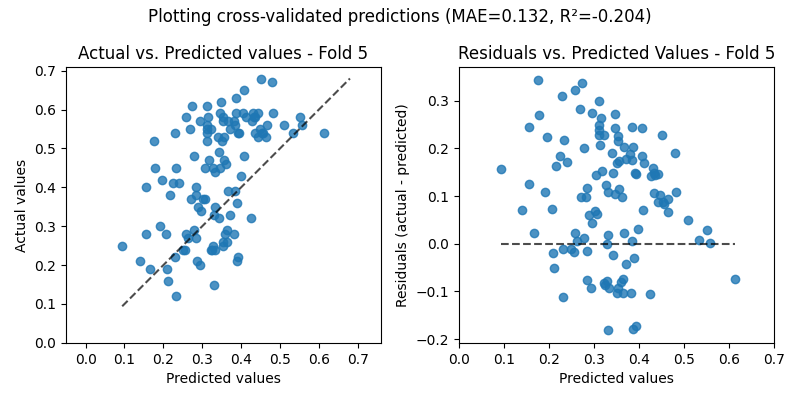 Plotting cross-validated predictions (MAE=0.132, R²=-0.204)
Actual vs. Predicted values - Fold 5
Actual values
0.7
0.6
0.5
0.4
0.3
0.2
0.1
0.0
0.0 0.1 0.2 0.3 0.4 0.5 0.6 0.7
Predicted values
Residuals vs. Predicted Values - Fold 5
Residuals (actual - predicted)
0.3
0.2
0.1
0.0
−0.1
−0.2
0.0 0.1 0.2 0.3 0.4 0.5 0.6 0.7
Predicted values